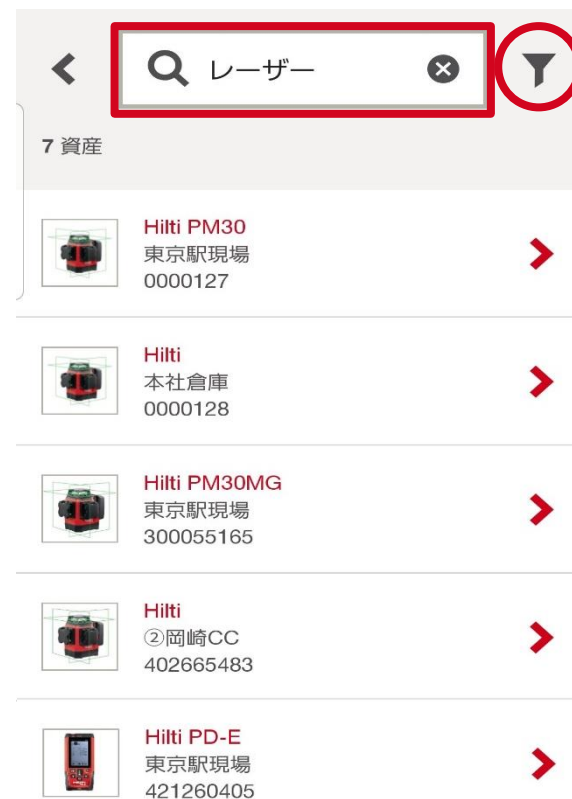 レーザー
7 資産
Hilti PM30
東京駅現場
0000127
Hilti
本社倉庫
0000128
Hilti PM30MG
東京駅現場
300055165
Hilti
②岡崎CC
402665483
Hilti PD-E
東京駅現場
421260405